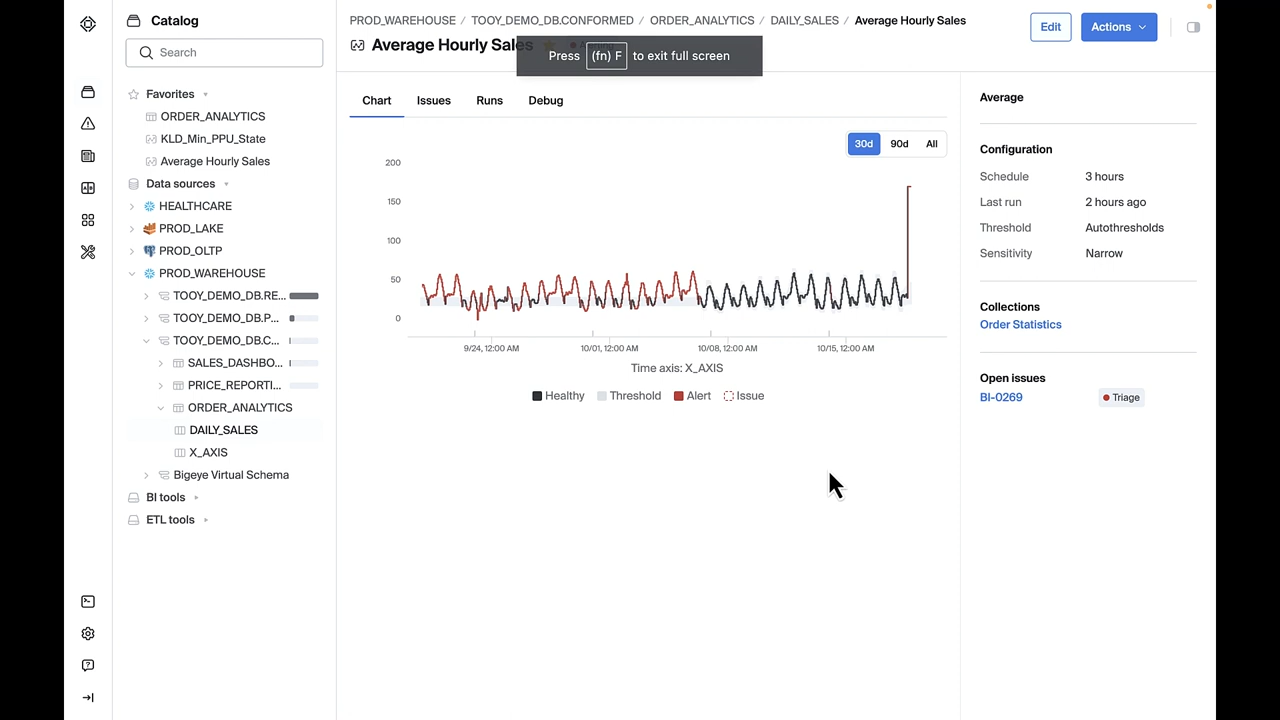 Catalog
Search
Favorites
ORDER_ANALYTICS
KLD_Min_PPU_State
Average Hourly Sales
Data sources
HEALTHCARE
PROD_LAKE
PROD_OLTP
PROD_WAREHOUSE
TOOY_DEMO_DB.RE...
TOOY_DEMO_DB.P...
TOOY_DEMO_DB.C...
SALES_DASHBO...
PRICE_REPORTI...
ORDER_ANALYTICS
DAILY_SALES
X_AXIS
Bigeye Virtual Schema
BI tools
ETL tools
PROD_WAREHOUSE / TOOY_DEMO_DB.CONFORMED / ORDER_ANALYTICS / DAILY_SALES / Average Hourly Sales
Average Hourly Sales
Press (fn) F to exit full screen
Edit
Actions
Chart Issues Runs Debug
30d 90d All
200
150
100
50
0
9/24, 12:00 AM 10/01, 12:00 AM 10/08, 12:00 AM 10/15, 12:00 AM
Time axis: X_AXIS
Healthy Threshold Alert Issue
Average
Configuration
Schedule 3 hours
Last run 2 hours ago
Threshold Autothresholds
Sensitivity Narrow
Collections
Order Statistics
Open issues
BI-0269 Triage